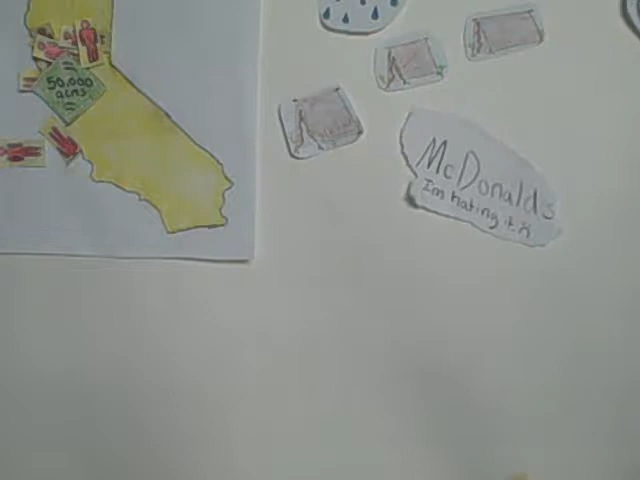 50,000
acres
McDonalds
I'm hating it :(